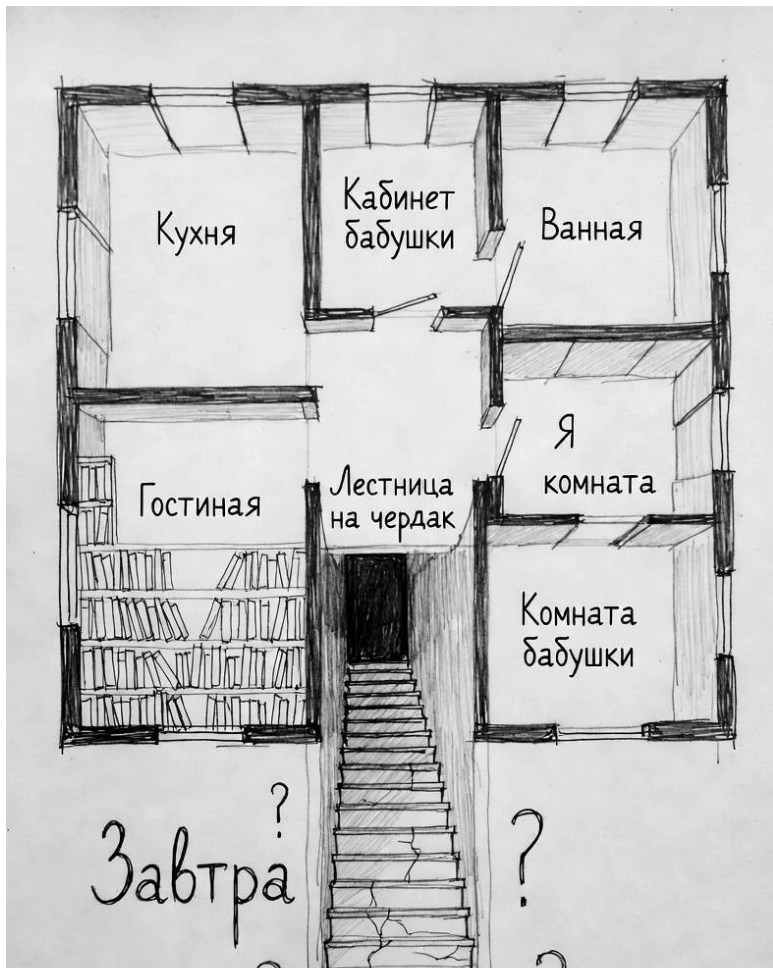 Кухня
Кабинет
бабушки
Ванная
Гостиная
Лестница
на чердак
Я
комната
Комната
бабушки
?
Завтра
?
?
?